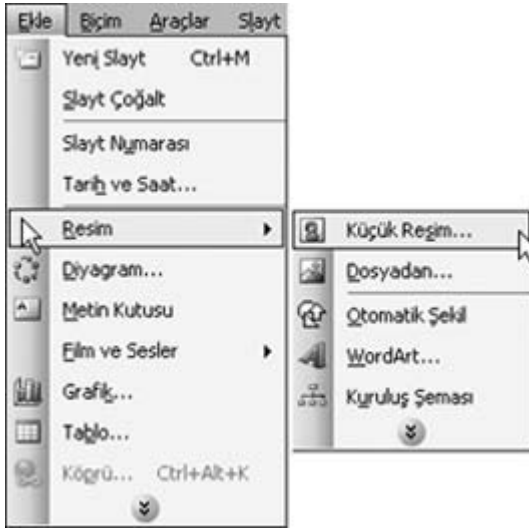 Ekle Biçim Araçlar Slayt
Yeni Slayt Ctrl+M
Slayt Çoğalt
Slayt Numarası
Tarih ve Saat...
Resim
Diyagram...
Metin Kutusu
Film ve Sesler
Grafik...
Tablo...
Köprü... Ctrl+Alt+K
Küçük Resim...
Dosyadan...
Otomatik Şekil
WordArt...
Kuruluş Şeması